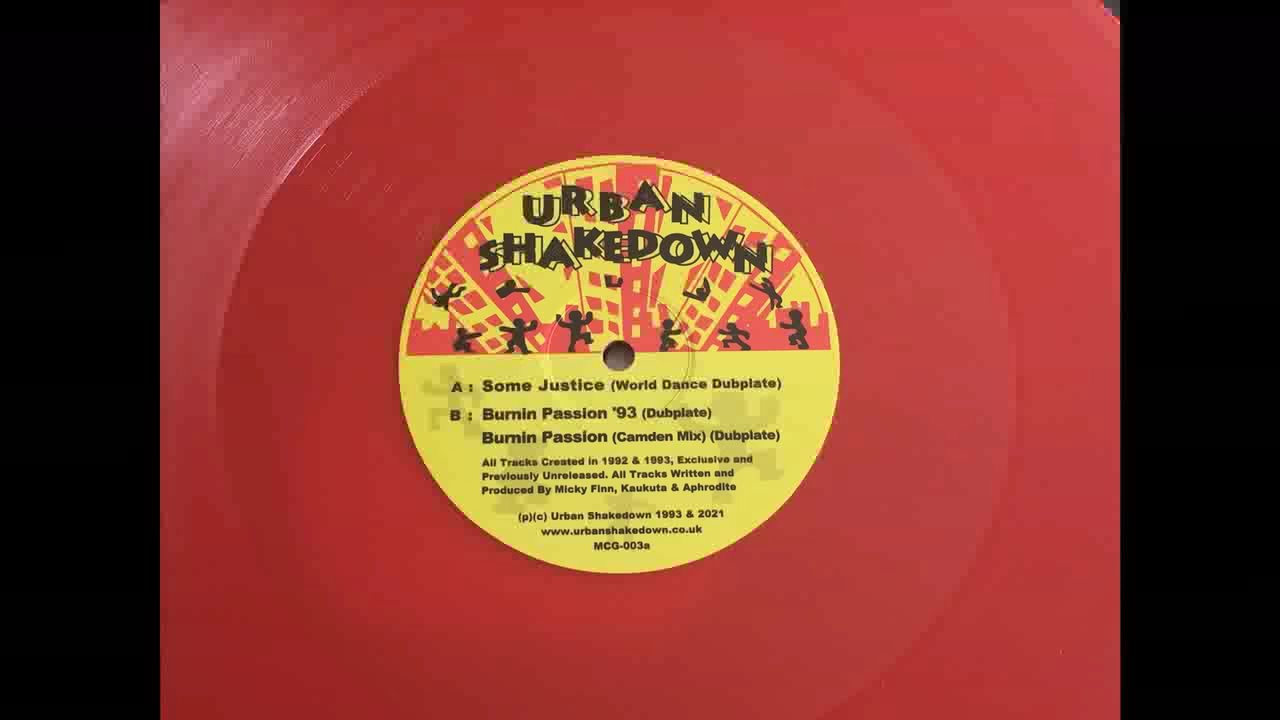 URBAN
SHAKEDOWN
A : Some Justice (World Dance Dubplate)
B : Burnin Passion '93 (Dubplate)
Burnin Passion (Camden Mix) (Dubplate)
All Tracks Created in 1992 & 1993, Exclusive and
Previously Unreleased. All Tracks Written and
Produced By Micky Finn, Kaukuta & Aphrodite
(p)(c) Urban Shakedown 1993 & 2021
www.urbanshakedown.co.uk
MCG-003a